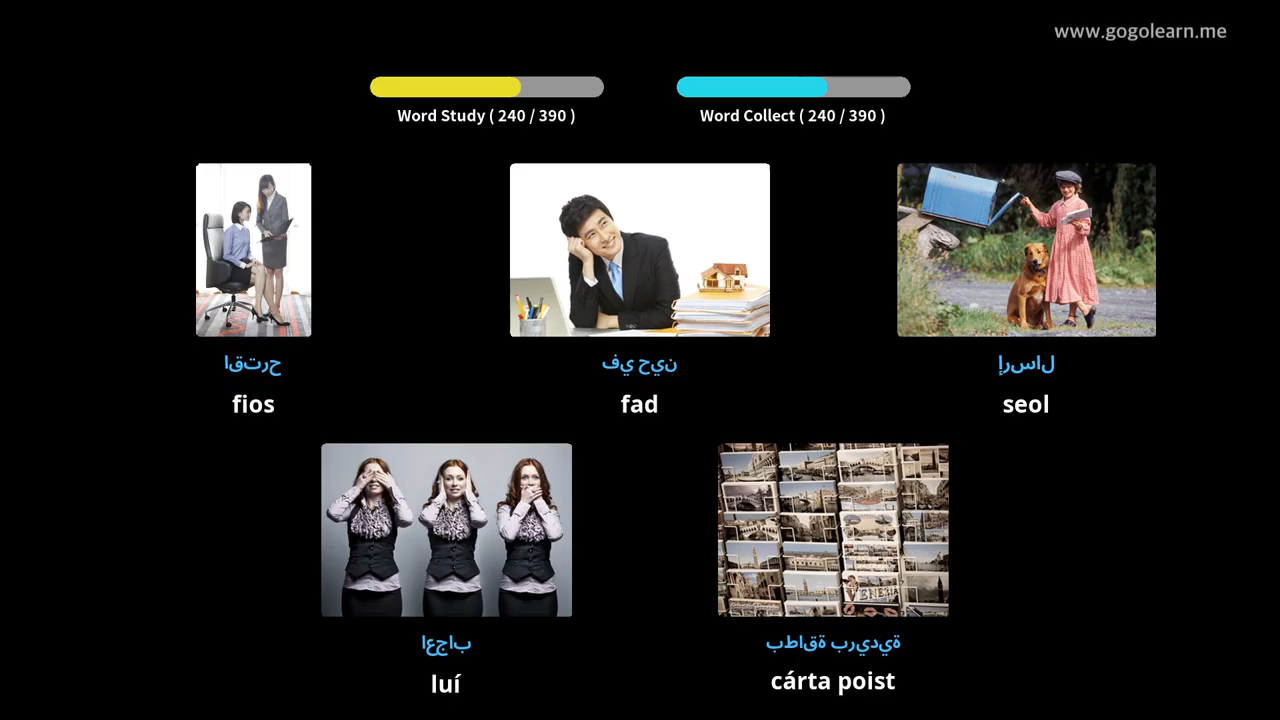 www.gogolearn.me
Word Study ( 240 / 390 )
Word Collect ( 240 / 390 )
اقترح
في حين
إرسال
fios
fad
seol
اعجاب
بطاقة بريدية
luí
cárta poist